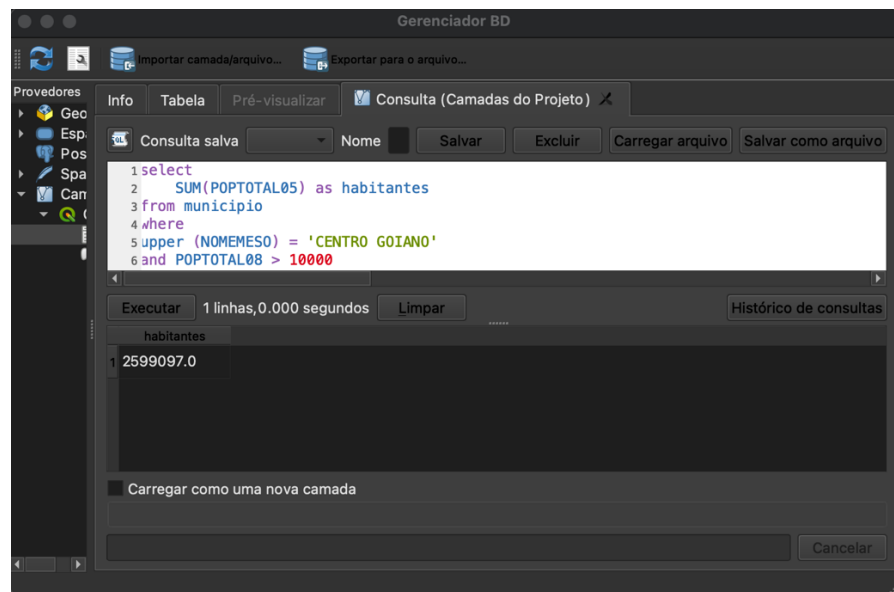 Gerenciador BD
Importar camada/arquivo... Exportar para o arquivo...
Provedores
Geo
Esp
Pos
Spa
Cam
Info Tabela Pré-visualizar Consulta (Camadas do Projeto)
Consulta salva Nome Salvar Excluir Carregar arquivo Salvar como arquivo
1 select
2 SUM(POPTOTAL05) as habitantes
3 from municipio
4 where
5 upper (NOMEMESO) = 'CENTRO GOIANO'
6 and POPTOTAL08 > 10000
Executar 1 linhas,0.000 segundos Limpar Histórico de consultas
habitantes
1 2599097.0
Carregar como uma nova camada
Cancelar